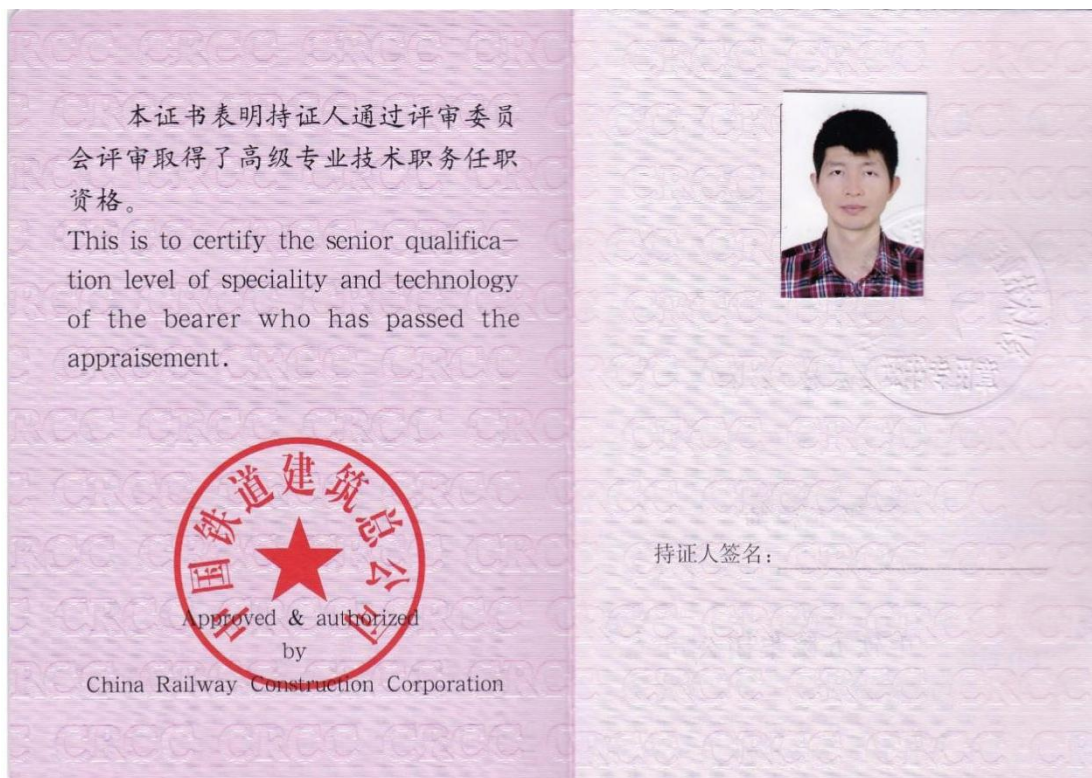 本证书表明持证人通过评审委员
会评审取得了高级专业技术职务任职
资格。
This is to certify the senior qualifica-
tion level of speciality and technology
of the bearer who has passed the
appraisement.
中国铁道建筑总公司
Approved & authorized
by
China Railway Construction Corporation
持证人签名:
CRCC